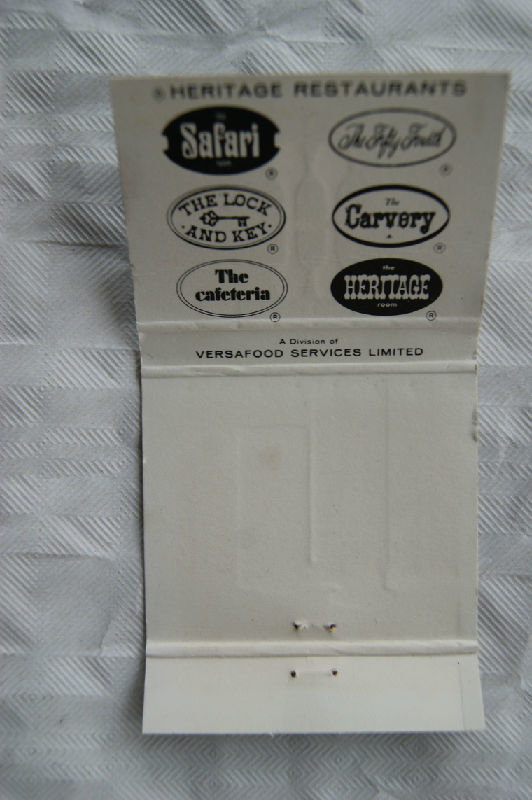 ® HERITAGE RESTAURANTS
the
Safari
The Fifty Fourth
®
®
THE LOCK
· AND KEY ·
®
The
Carvery
®
The
cafeteria
®
the
HERITAGE
room
®
A Division of
VERSAFOOD SERVICES LIMITED